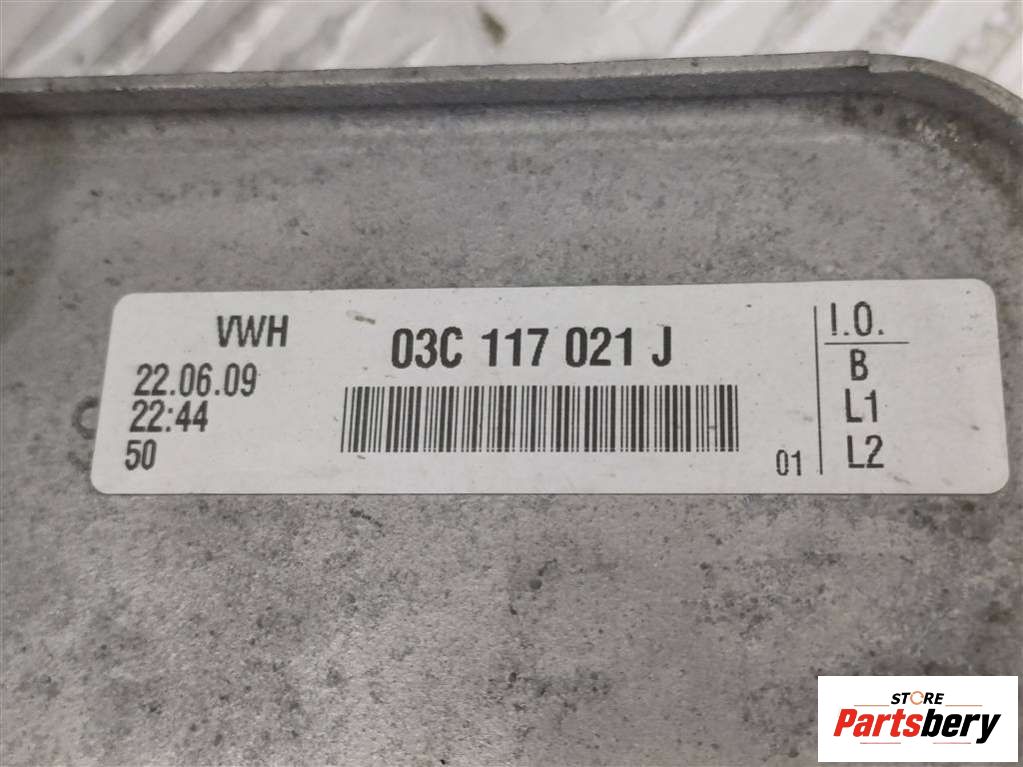 VWH
22.06.09
22:44
50
03C 117 021 J
01
I.O.
B
L1
L2
STORE
Partsbery